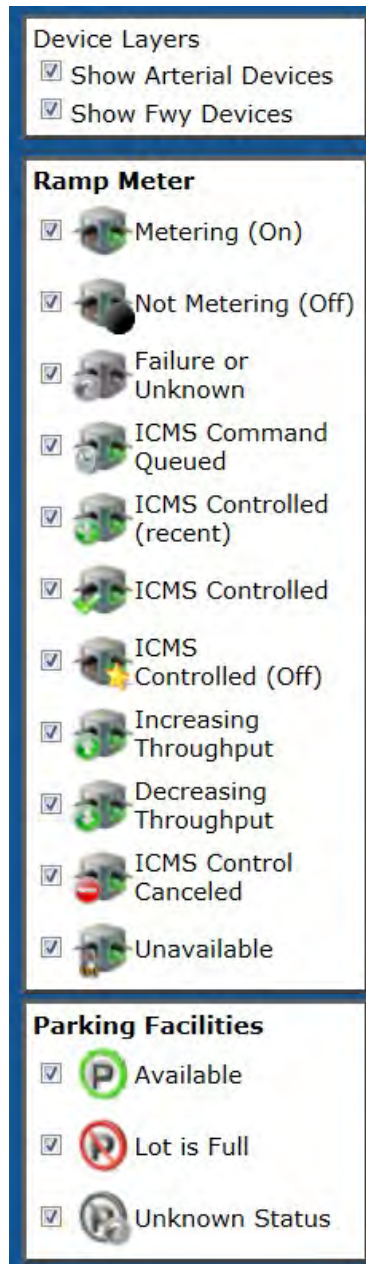 Device Layers
Show Arterial Devices
Show Fwy Devices
Ramp Meter
Metering (On)
Not Metering (Off)
Failure or
Unknown
ICMS Command
Queued
ICMS Controlled
(recent)
ICMS Controlled
ICMS
Controlled (Off)
Increasing
Throughput
Decreasing
Throughput
ICMS Control
Canceled
Unavailable
Parking Facilities
P Available
P Lot is Full
P Unknown Status